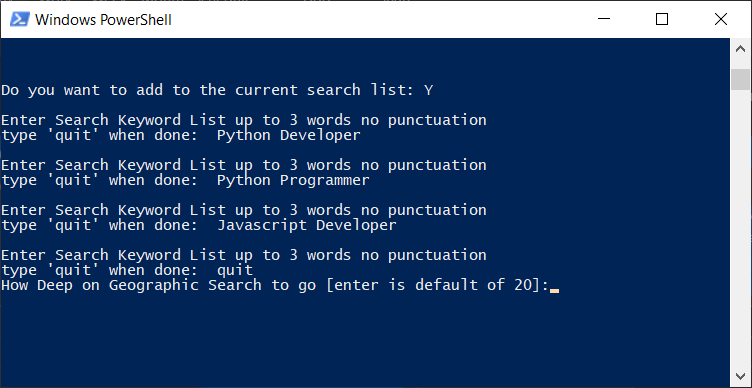 Windows PowerShell
Do you want to add to the current search list: Y
Enter Search Keyword List up to 3 words no punctuation
type 'quit' when done:  Python Developer
Enter Search Keyword List up to 3 words no punctuation
type 'quit' when done:  Python Programmer
Enter Search Keyword List up to 3 words no punctuation
type 'quit' when done:  Javascript Developer
Enter Search Keyword List up to 3 words no punctuation
type 'quit' when done:  quit
How Deep on Geographic Search to go [enter is default of 20]: